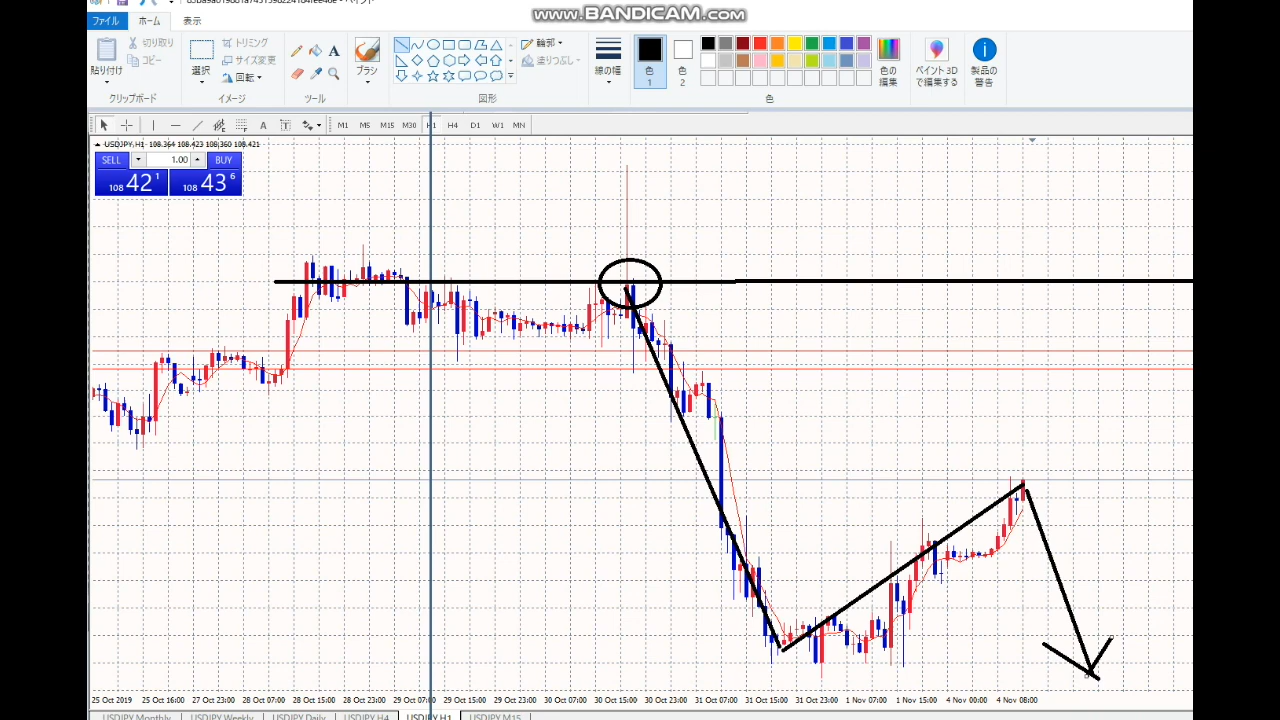 www.BANDICAM.com
ファイル ホーム 表示
貼り付け 切り取り コピー 選択 トリミング サイズ変更 回転 A ブラシ 輪郭 塗りつぶし 線の幅 色 1 色 2 色の編集 ペイント 3D で編集する 製品の警告
クリップボード イメージ ツール 図形 色
A T M1 M5 M15 M30 H1 H4 D1 W1 MN
USDJPY,H1 108.364 108.423 108.360 108.421
SELL 1.00 BUY
108 42 1 108 43 6
25 Oct 2019 25 Oct 16:00 27 Oct 23:00 28 Oct 07:00 28 Oct 15:00 28 Oct 23:00 29 Oct 07:00 29 Oct 15:00 29 Oct 23:00 30 Oct 07:00 30 Oct 15:00 30 Oct 23:00 31 Oct 07:00 31 Oct 15:00 31 Oct 23:00 1 Nov 07:00 1 Nov 15:00 4 Nov 00:00 4 Nov 08:00
USDJPY,Monthly USDJPY,Weekly USDJPY,Daily USDJPY,H4 USDJPY,H1 USDJPY,M15